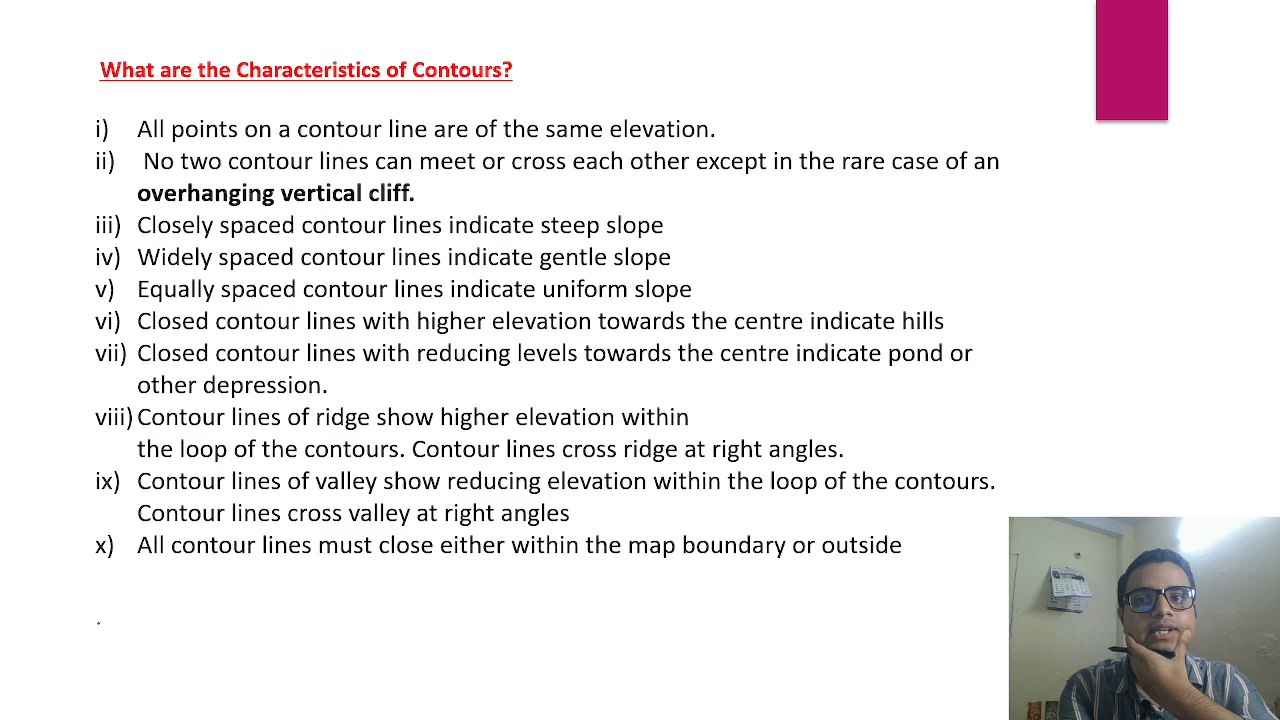 What are the Characteristics of Contours?
i) All points on a contour line are of the same elevation.
ii) No two contour lines can meet or cross each other except in the rare case of an
overhanging vertical cliff.
iii) Closely spaced contour lines indicate steep slope
iv) Widely spaced contour lines indicate gentle slope
v) Equally spaced contour lines indicate uniform slope
vi) Closed contour lines with higher elevation towards the centre indicate hills
vii) Closed contour lines with reducing levels towards the centre indicate pond or
other depression.
viii) Contour lines of ridge show higher elevation within
the loop of the contours. Contour lines cross ridge at right angles.
ix) Contour lines of valley show reducing elevation within the loop of the contours.
Contour lines cross valley at right angles
x) All contour lines must close either within the map boundary or outside